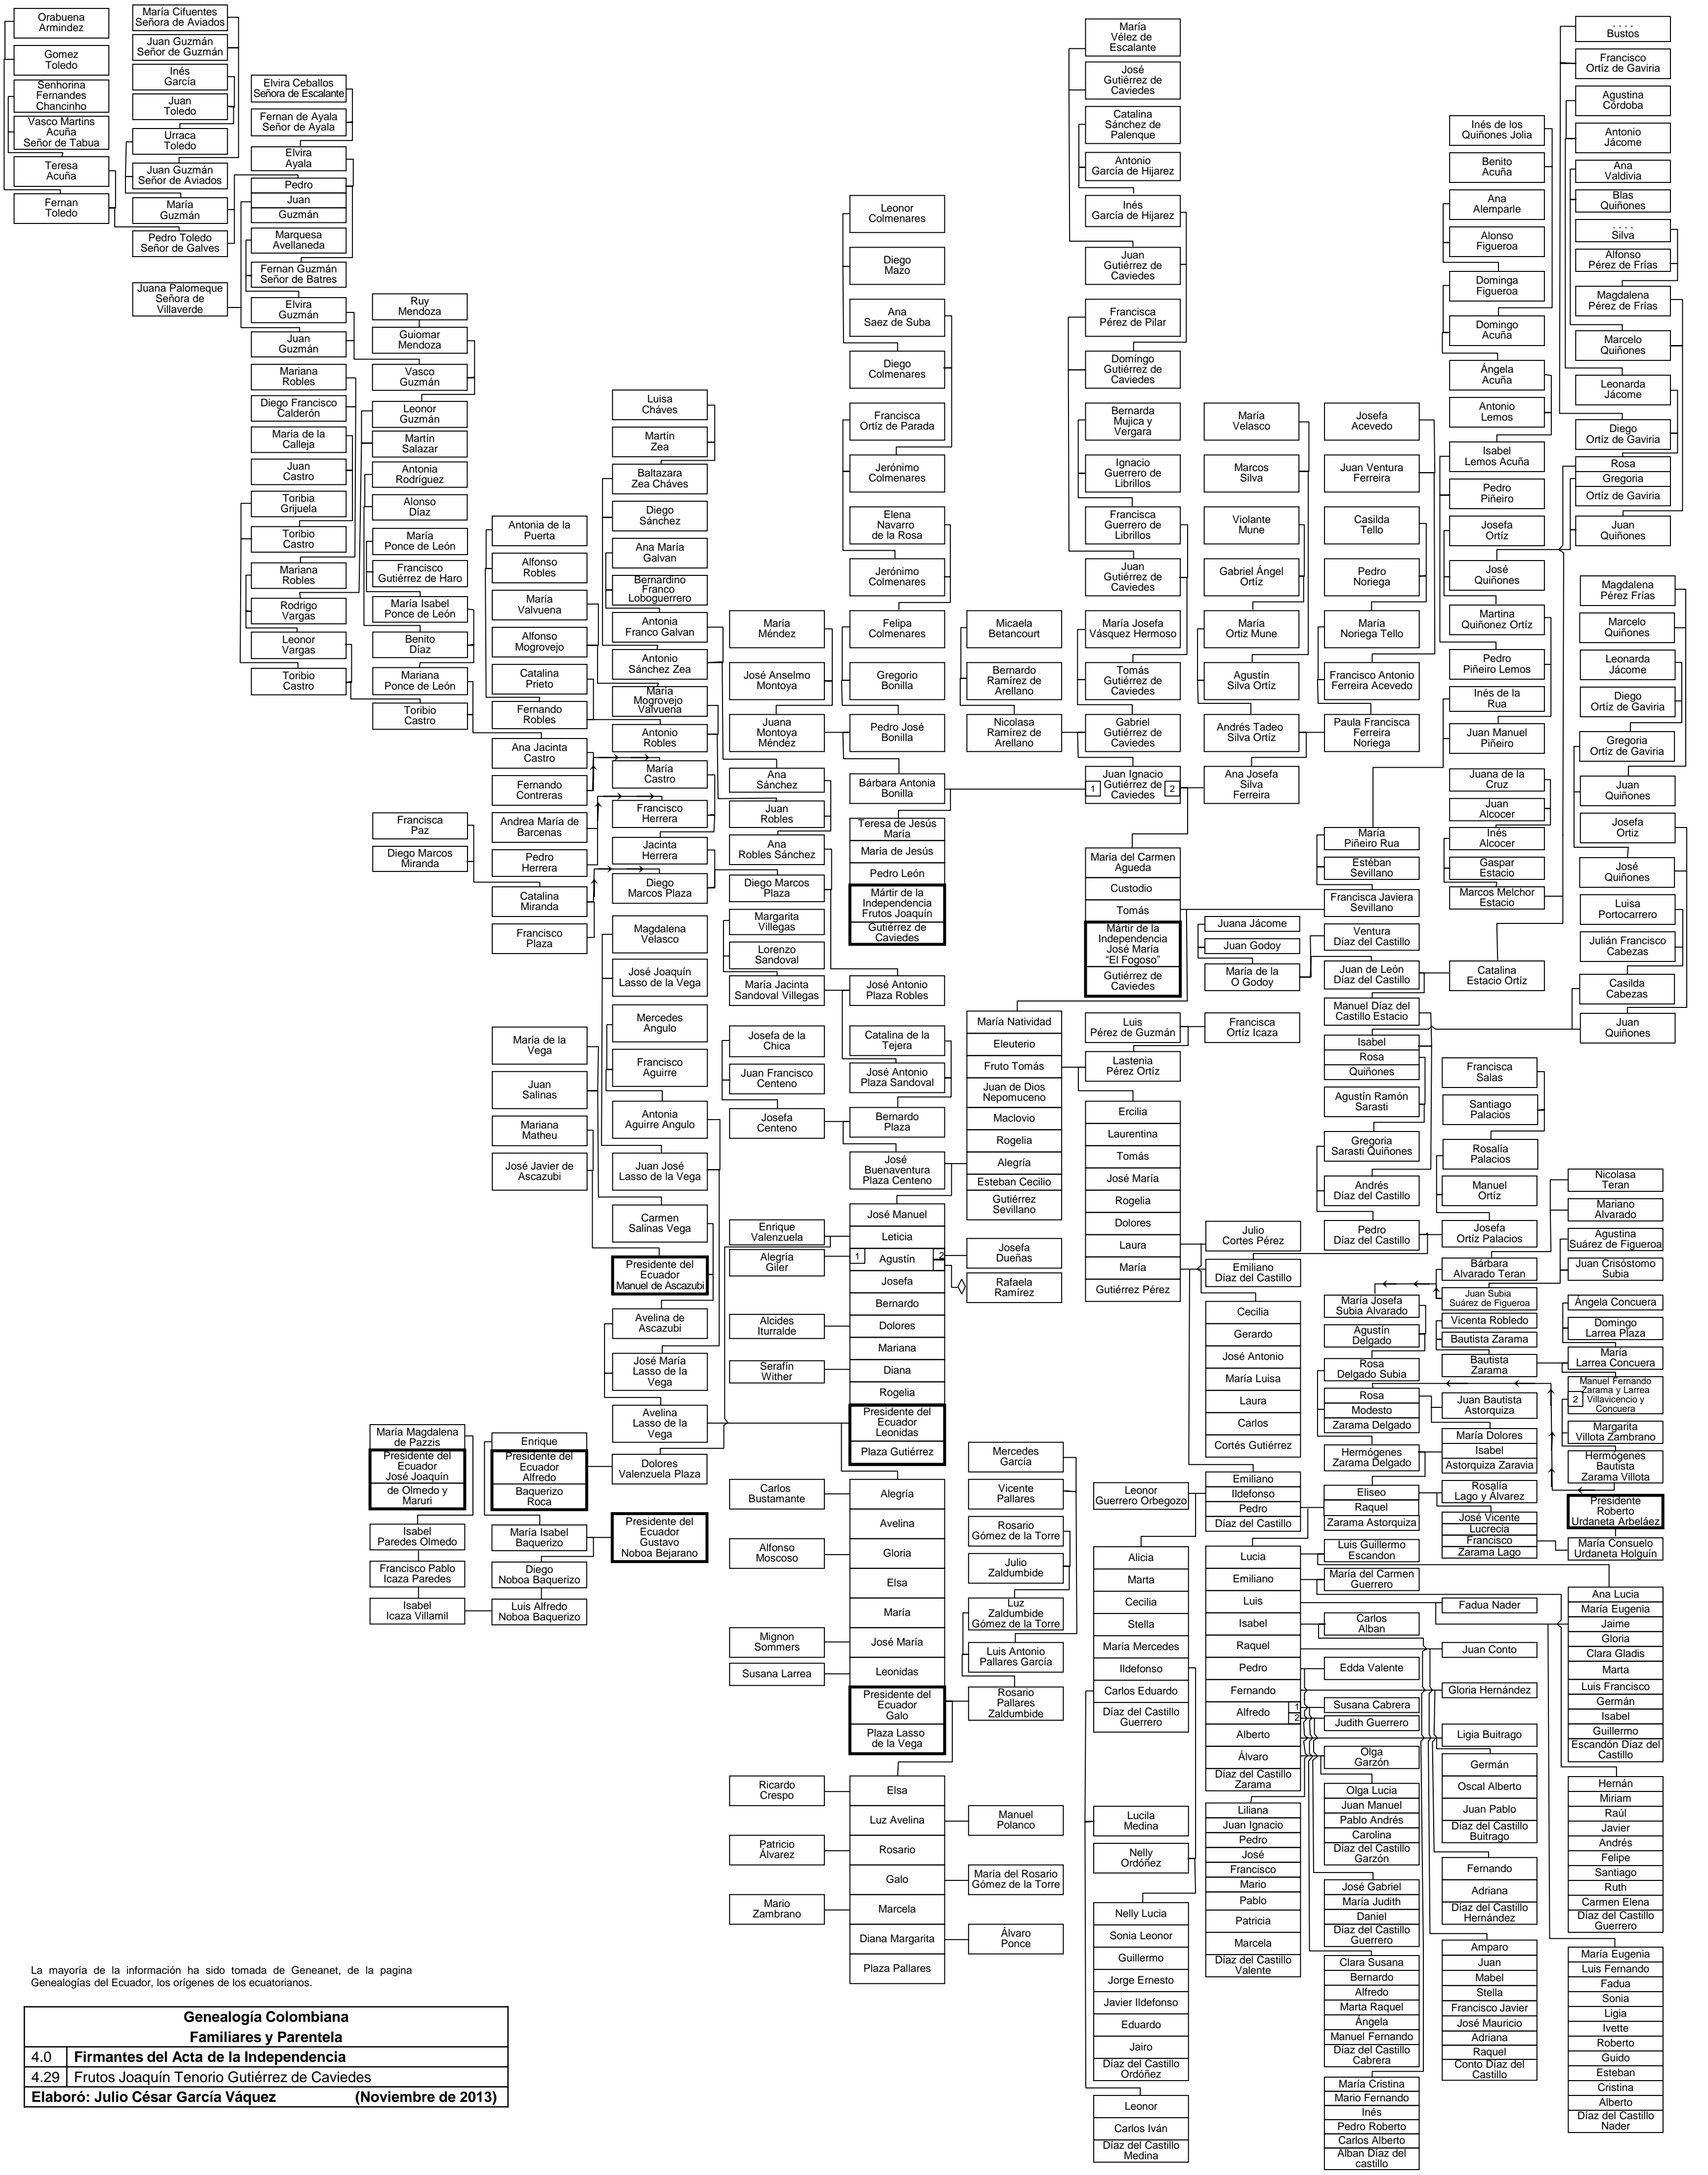 Orabuena
Armindez
Gomez
Toledo
Senhorina
Fernandes
Chancinho
Vasco Martins
Acuña
Señor de Tabua
Teresa
Acuña
Fernan
Toledo
María Cifuentes
Señora de Aviados
Juan Guzmán
Señor de Guzmán
Inés
García
Juan
Toledo
Urraca
Toledo
Juan Guzmán
Señor de Aviados
María
Guzmán
Pedro Toledo
Señor de Galves
Juana Palomeque
Señora de
Villaverde
Elvira Ceballos
Señora de Escalante
Fernan de Ayala
Señor de Ayala
Elvira
Ayala
Pedro
Juan
Guzmán
Marquesa
Avellaneda
Fernan Guzmán
Señor de Batres
Elvira
Guzmán
Juan
Guzmán
Mariana
Robles
Diego Francisco
Calderón
María de la
Calleja
Juan
Castro
Toribia
Grijuela
Toribio
Castro
Mariana
Robles
Rodrigo
Vargas
Leonor
Vargas
Toribio
Castro
Ruy
Mendoza
Guiomar
Mendoza
Vasco
Guzmán
Leonor
Guzmán
Martín
Salazar
Antonia
Rodríguez
Alonso
Díaz
María
Ponce de León
Francisco
Gutiérrez de Haro
María Isabel
Ponce de León
Benito
Díaz
Mariana
Ponce de León
Toribio
Castro
Francisca
Paz
Diego Marcos
Miranda
María Magdalena
de Pazzis
Presidente del
Ecuador
José Joaquín
de Olmedo y
Maruri
Isabel
Paredes Olmedo
Francisco Pablo
Icaza Paredes
Isabel
Icaza Villamil
Antonia de la
Puerta
Alfonso
Robles
María
Valvuena
Alfonso
Mogrovejo
Catalina
Prieto
Fernando
Robles
Ana Jacinta
Castro
Fernando
Contreras
Andrea María de
Barcenas
Pedro
Herrera
Catalina
Miranda
Francisco
Plaza
María de la
Vega
Juan
Salinas
Mariana
Matheu
José Javier de
Ascazubi
Enrique
Presidente del
Ecuador
Alfredo
Baquerizo
Roca
María Isabel
Baquerizo
Diego
Noboa Baquerizo
Luis Alfredo
Noboa Baquerizo
Luisa
Cháves
Martín
Zea
Baltazara
Zea Cháves
Diego
Sánchez
Ana María
Galvan
Bernardino
Franco
Loboguerrero
Antonia
Franco Galvan
Antonio
Sánchez Zea
María
Mogrovejo
Valvuena
Antonio
Robles
María
Castro
Francisco
Herrera
Jacinta
Herrera
Diego
Marcos Plaza
Magdalena
Velasco
José Joaquín
Lasso de la Vega
Mercedes
Angulo
Francisco
Aguirre
Antonia
Aguirre Angulo
Juan José
Lasso de la Vega
Carmen
Salinas Vega
Presidente del
Ecuador
Manuel de Ascazubi
Avelina de
Ascazubi
José María
Lasso de la
Vega
Avelina
Lasso de la
Vega
Dolores
Valenzuela Plaza
Presidente del
Ecuador
Gustavo
Noboa Bejarano
María
Méndez
José Anselmo
Montoya
Juana
Montoya
Méndez
Ana
Sánchez
Juan
Robles
Ana
Robles Sánchez
Diego Marcos
Plaza
Margarita
Villegas
Lorenzo
Sandoval
María Jacinta
Sandoval Villegas
Josefa de la
Chica
Juan Francisco
Centeno
Josefa
Centeno
Enrique
Valenzuela
Alegría
Giler
Alcides
Iturralde
Serafín
Wither
Carlos
Bustamante
Alfonso
Moscoso
Mignon
Sommers
Susana Larrea
Ricardo
Crespo
Patricio
Álvarez
Mario
Zambrano
Leonor
Colmenares
Diego
Mazo
Ana
Saez de Suba
Diego
Colmenares
Francisca
Ortíz de Parada
Jerónimo
Colmenares
Elena
Navarro
de la Rosa
Jerónimo
Colmenares
Felipa
Colmenares
Gregorio
Bonilla
Pedro José
Bonilla
Bárbara Antonia
Bonilla
Teresa de Jesús
María
María de Jesús
Pedro León
Mártir de la
Independencia
Frutos Joaquín
Gutiérrez de
Caviedes
José Antonio
Plaza Robles
Catalina de la
Tejera
José Antonio
Plaza Sandoval
Bernardo
Plaza
José
Buenaventura
Plaza Centeno
José Manuel
Leticia
1
Agustín
2
Josefa
Bernardo
Dolores
Mariana
Diana
Rogelia
Presidente del
Ecuador
Leonidas
Plaza Gutiérrez
Alegría
Avelina
Gloria
Elsa
María
José María
Leonidas
Presidente del
Ecuador
Galo
Plaza Lasso
de la Vega
Elsa
Luz Avelina
Rosario
Galo
Marcela
Diana Margarita
Plaza Pallares
Micaela
Betancourt
Bernardo
Ramírez de
Arellano
Nicolasa
Ramírez de
Arellano
María Natividad
Eleuterio
Fruto Tomás
Juan de Dios
Nepomuceno
Maclovio
Rogelia
Alegría
Esteban Cecilio
Gutiérrez
Sevillano
Josefa
Dueñas
Rafaela
Ramírez
Mercedes
García
Vicente
Pallares
Rosario
Gómez de la Torre
Julio
Zaldumbide
Luz
Zaldumbide
Gómez de la Torre
Luis Antonio
Pallares García
Rosario
Pallares
Zaldumbide
Manuel
Polanco
María del Rosario
Gómez de la Torre
Álvaro
Ponce
María
Vélez de
Escalante
José
Gutiérrez de
Caviedes
Catalina
Sánchez de
Palenque
Antonio
García de Hijarez
Inés
García de Hijarez
Juan
Gutiérrez de
Caviedes
Francisca
Pérez de Pilar
Domíngo
Gutiérrez de
Caviedes
Bernarda
Mujica y
Vergara
Ignacio
Guerrero de
Librillos
Francisca
Guerrero de
Librillos
Juan
Gutiérrez de
Caviedes
María Josefa
Vásquez Hermoso
Tomás
Gutiérrez de
Caviedes
Gabriel
Gutiérrez de
Caviedes
Juan Ignacio
Gutiérrez de
Caviedes
1
2
María del Carmen
Agueda
Custodio
Tomás
Mártir de la
Independencia
José María
"El Fogoso"
Gutiérrez de
Caviedes
Luis
Pérez de Guzmán
Lastenia
Pérez Ortíz
Ercilia
Laurentina
Tomás
José María
Rogelia
Dolores
Laura
María
Gutiérrez Pérez
Leonor
Guerrero Orbegozo
Alicia
Marta
Cecilia
Stella
María Mercedes
Ildefonso
Carlos Eduardo
Díaz del Castillo
Guerrero
Lucila
Medina
Nelly
Ordóñez
Nelly Lucia
Sonia Leonor
Guillermo
Jorge Ernesto
Javier Ildefonso
Eduardo
Jairo
Díaz del Castillo
Ordóñez
Leonor
Carlos Iván
Díaz del Castillo
Medina
María
Velasco
Marcos
Silva
Violante
Mune
Gabriel Ángel
Ortíz
María
Ortiz Mune
Agustín
Silva Ortíz
Andrés Tadeo
Silva Ortíz
Ana Josefa
Silva
Ferreira
Juana Jácome
Juan Godoy
María de la
O Godoy
Francisca
Ortíz Icaza
Julio
Cortes Pérez
Emiliano
Díaz del Castillo
Cecilia
Gerardo
José Antonio
María Luisa
Laura
Carlos
Cortés Gutiérrez
Emiliano
Ildefonso
Pedro
Díaz del Castillo
Lucia
Emiliano
Luis
Isabel
Raquel
Pedro
Fernando
Alfredo
1
2
Alberto
Álvaro
Díaz del Castillo
Zarama
Liliana
Juan Ignacio
Pedro
José
Francisco
Mario
Pablo
Patricia
Marcela
Díaz del Castillo
Valente
Josefa
Acevedo
Juan Ventura
Ferreira
Casilda
Tello
Pedro
Noriega
María
Noriega Tello
Francisco Antonio
Ferreira Acevedo
Paula Francisca
Ferreira
Noriega
María
Piñeiro Rua
Estéban
Sevillano
Francisca Javiera
Sevillano
Ventura
Díaz del Castillo
Juan de León
Díaz del Castillo
Manuel Díaz del
Castillo Estacio
Isabel
Rosa
Quiñones
Agustín Ramón
Sarasti
Gregoria
Sarasti Quiñones
Andrés
Díaz del Castillo
Pedro
Díaz del Castillo
María Josefa
Subia Alvarado
Agustín
Delgado
Rosa
Delgado Subia
Rosa
Modesto
Zarama Delgado
Hermógenes
Zarama Delgado
Eliseo
Raquel
Zarama Astorquiza
Luis Guillermo
Escandon
María del Carmen
Guerrero
Carlos
Alban
Edda Valente
Susana Cabrera
Judith Guerrero
Olga
Garzón
Olga Lucia
Juan Manuel
Pablo Andrés
Carolina
Díaz del Castillo
Garzón
José Gabriel
María Judith
Daniel
Díaz del Castillo
Guerrero
Clara Susana
Bernardo
Alfredo
Marta Raquel
Ángela
Manuel Fernando
Díaz del Castillo
Cabrera
María Cristina
Mario Fernando
Inés
Pedro Roberto
Carlos Alberto
Alban Díaz del
castillo
Inés de los
Quiñones Jolia
Benito
Acuña
Ana
Alemparle
Alonso
Figueroa
Dominga
Figueroa
Domingo
Acuña
Ángela
Acuña
Antonio
Lemos
Isabel
Lemos Acuña
Pedro
Piñeiro
Josefa
Ortíz
José
Quiñones
Martina
Quiñonez Ortíz
Pedro
Piñeiro Lemos
Inés de la
Rua
Juan Manuel
Piñeiro
Juana de la
Cruz
Juan
Alcocer
Inés
Alcocer
Gaspar
Estacio
Marcos Melchor
Estacio
Catalina
Estacio Ortíz
Francisca
Salas
Santiago
Palacios
Rosalía
Palacios
Manuel
Ortíz
Josefa
Ortíz Palacios
Bárbara
Alvarado Teran
Juan Subia
Suárez de Figueroa
Vicenta Robledo
Bautista Zarama
Bautista
Zarama
Juan Bautista
Astorquiza
María Dolores
Isabel
Astorquiza Zaravia
Rosalía
Lago y Álvarez
José Vicente
Lucrecia
Francisco
Zarama Lago
Fadua Nader
Juan Conto
Gloria Hernández
Ligia Buitrago
Germán
Oscal Alberto
Juan Pablo
Díaz del Castillo
Buitrago
Fernando
Adriana
Díaz del Castillo
Hernández
Amparo
Juan
Mabel
Stella
Francisco Javier
José Mauricio
Adriana
Raquel
Conto Díaz del
Castillo
. . . .
Bustos
Francisco
Ortíz de Gaviria
Agustina
Córdoba
Antonio
Jácome
Ana
Valdivia
Blas
Quiñones
. . . .
Silva
Alfonso
Pérez de Frías
Magdalena
Pérez de Frías
Marcelo
Quiñones
Leonarda
Jácome
Diego
Ortíz de Gaviria
Rosa
Gregoria
Ortíz de Gaviria
Juan
Quiñones
Magdalena
Pérez Frías
Marcelo
Quiñones
Leonarda
Jácome
Diego
Ortíz de Gaviria
Gregoria
Ortíz de Gaviria
Juan
Quiñones
Josefa
Ortiz
José
Quiñones
Luisa
Portocarrero
Julián Francisco
Cabezas
Casilda
Cabezas
Juan
Quiñones
Nicolasa
Teran
Mariano
Alvarado
Agustina
Suárez de Figueroa
Juan Crisóstomo
Subia
Ángela Concuera
Domingo
Larrea Plaza
María
Larrea Concuera
Manuel Fernando
Zarama y Larrea
Villavicencio y
Concuera
2
Margarita
Villota Zambrano
Hermógenes
Bautista
Zarama Villota
Presidente
Roberto
Urdaneta Arbeláez
María Consuelo
Urdaneta Holguín
Ana Lucia
María Eugenia
Jaime
Gloria
Clara Gladis
Marta
Luis Francisco
Germán
Isabel
Guillermo
Escandón Díaz del
Castillo
Hernán
Miriam
Raúl
Javier
Andrés
Felipe
Santiago
Ruth
Carmen Elena
Díaz del Castillo
Guerrero
María Eugenia
Luis Fernando
Fadua
Sonia
Ligia
Ivette
Roberto
Guido
Esteban
Cristina
Alberto
Díaz del Castillo
Nader
La mayoría de la información ha sido tomada de Geneanet, de la pagina
Genealogías del Ecuador, los orígenes de los ecuatorianos.
Genealogía Colombiana
Familiares y Parentela
4.0 Firmantes del Acta de la Independencia
4.29 Frutos Joaquín Tenorio Gutiérrez de Caviedes
Elaboró: Julio César García Váquez (Noviembre de 2013)